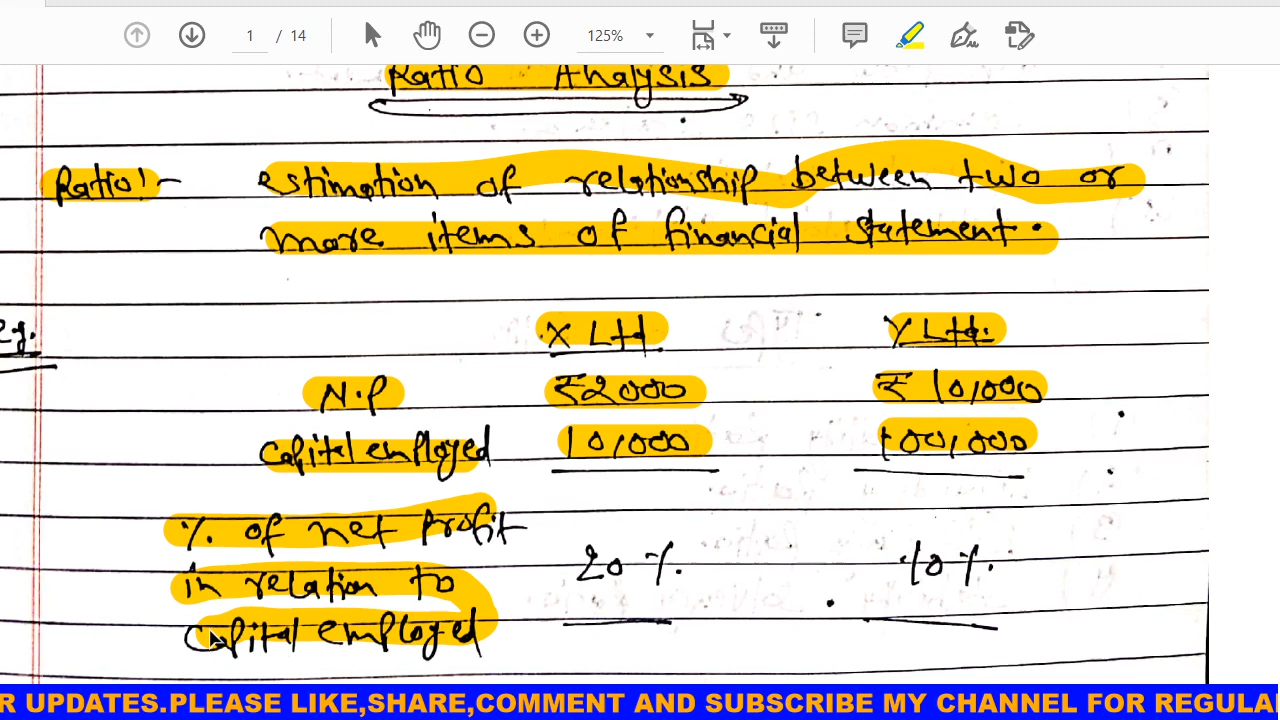 1 / 14 125%
Ratio Analysis
Ratio:- estimation of relationship between two or
more items of financial statement.
eg. X Ltd Y Ltd.
N.P ₹2000 ₹ 10,000
Capital employed 10,000 100,000
% of net profit
in relation to 20% 10%
Capital employed
R UPDATES.PLEASE LIKE,SHARE,COMMENT AND SUBSCRIBE MY CHANNEL FOR REGULA